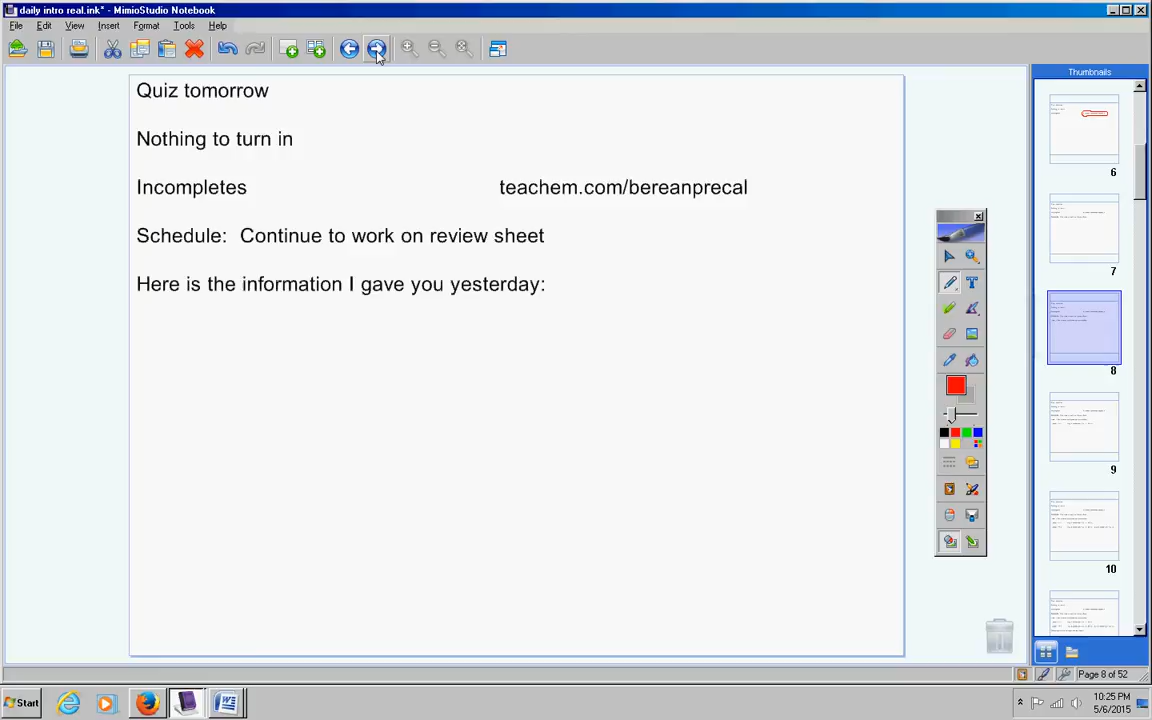 daily intro real.ink* - MimioStudio Notebook
File Edit View Insert Format Tools Help
Quiz tomorrow
Nothing to turn in
Incompletes teachem.com/bereanprecal
Schedule: Continue to work on review sheet
Here is the information I gave you yesterday:
Thumbnails
6
7
8
9
10
Page 8 of 52
Start
10:25 PM
5/6/2015